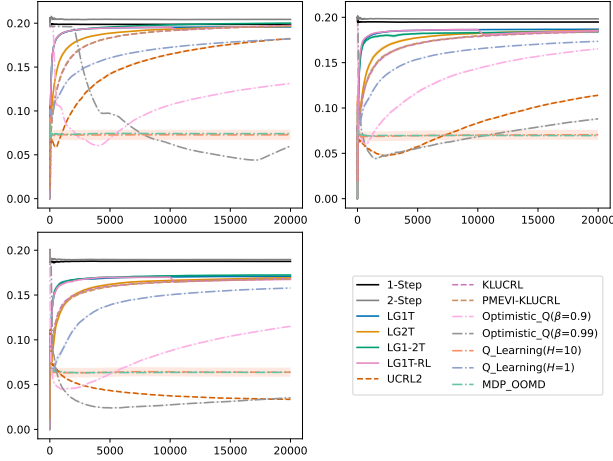 0.20
0.15
0.10
0.05
0.00
0 5000 10000 15000 20000
0.20
0.15
0.10
0.05
0.00
0 5000 10000 15000 20000
0.20
0.15
0.10
0.05
0.00
0 5000 10000 15000 20000
1-Step
2-Step
LG1T
LG2T
LG1-2T
LG1T-RL
UCRL2
KLUCRL
PMEVI-KLUCRL
Optimistic_Q(β=0.9)
Optimistic_Q(β=0.99)
Q_Learning(H=10)
Q_Learning(H=1)
MDP_OOMD